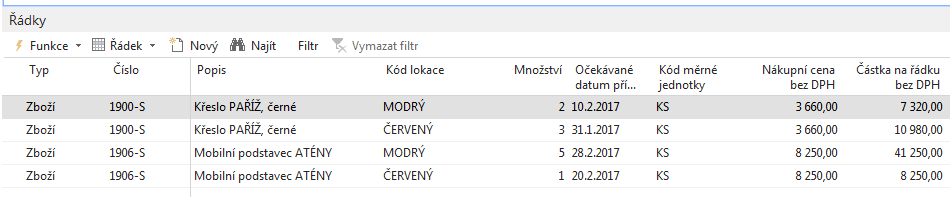 Řádky
Funkce Řádek Nový Najít Filtr Vymazat filtr
Typ Číslo Popis Kód lokace Množství Očekávané datum pří... Kód měrné jednotky Nákupní cena bez DPH Částka na řádku bez DPH
Zboží 1900-S Křeslo PAŘÍŽ, černé MODRÝ 2 10.2.2017 KS 3 660,00 7 320,00
Zboží 1900-S Křeslo PAŘÍŽ, černé ČERVENÝ 3 31.1.2017 KS 3 660,00 10 980,00
Zboží 1906-S Mobilní podstavec ATÉNY MODRÝ 5 28.2.2017 KS 8 250,00 41 250,00
Zboží 1906-S Mobilní podstavec ATÉNY ČERVENÝ 1 20.2.2017 KS 8 250,00 8 250,00